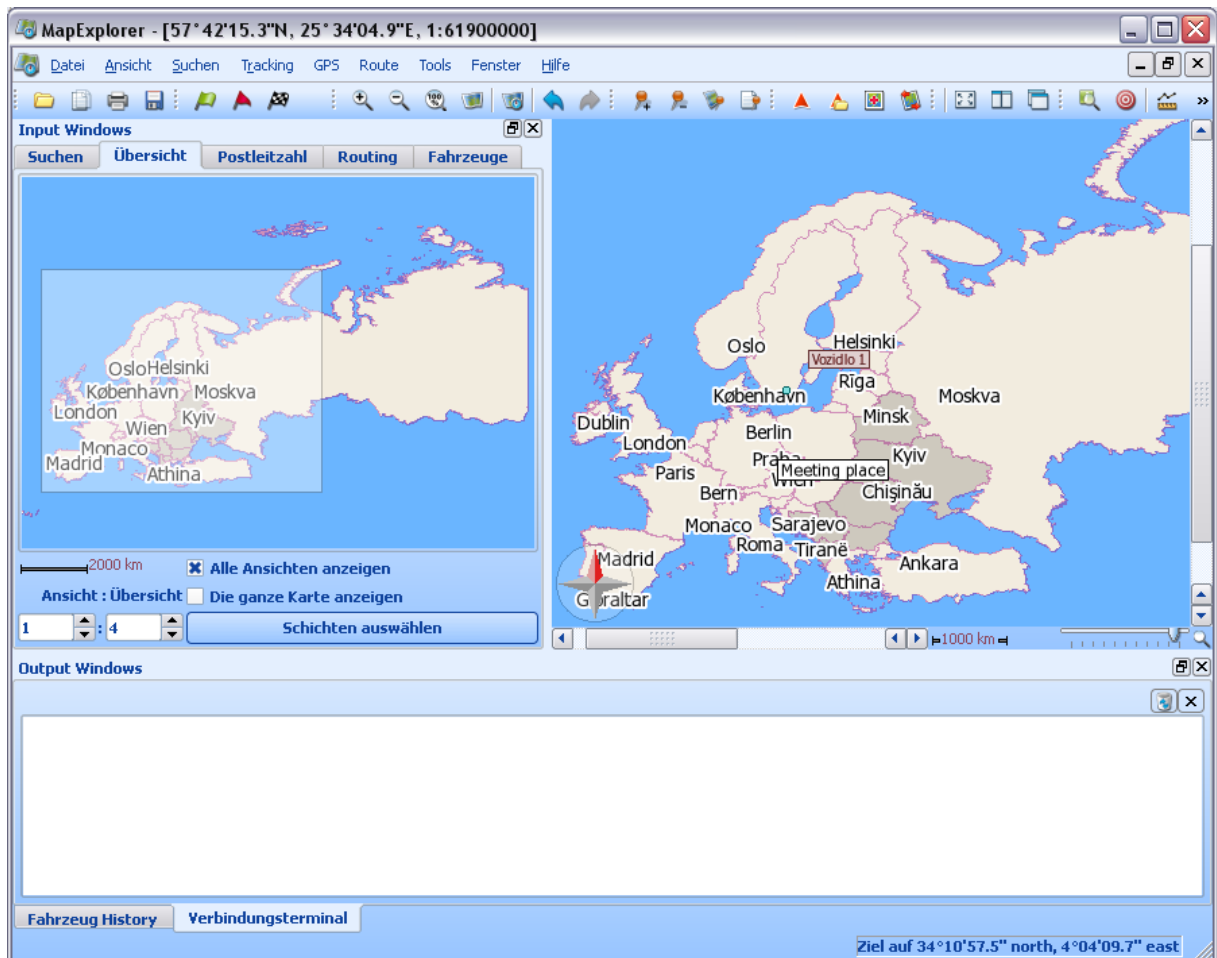 MapExplorer - [57°42'15.3"N, 25°34'04.9"E, 1:61900000]
Datei Ansicht Suchen Tracking GPS Route Tools Fenster Hilfe
100
Input Windows
Suchen Übersicht Postleitzahl Routing Fahrzeuge
Oslo Helsinki
København Moskva
London
Wien Kyiv
Monaco
Madrid
Athina
2000 km
Alle Ansichten anzeigen
Ansicht : Übersicht
Die ganze Karte anzeigen
1 : 4
Schichten auswählen
Oslo Helsinki
Vozidlo 1
Rīga
København Moskva
Dublin Minsk
London Berlin
Praha Kyiv
Paris Meeting place
Wien
Bern Chişinău
Monaco Sarajevo
Roma Tiranë
Madrid Ankara
Athina
Gibraltar
1000 km
Output Windows
Fahrzeug History Verbindungsterminal
Ziel auf 34°10'57.5" north, 4°04'09.7" east